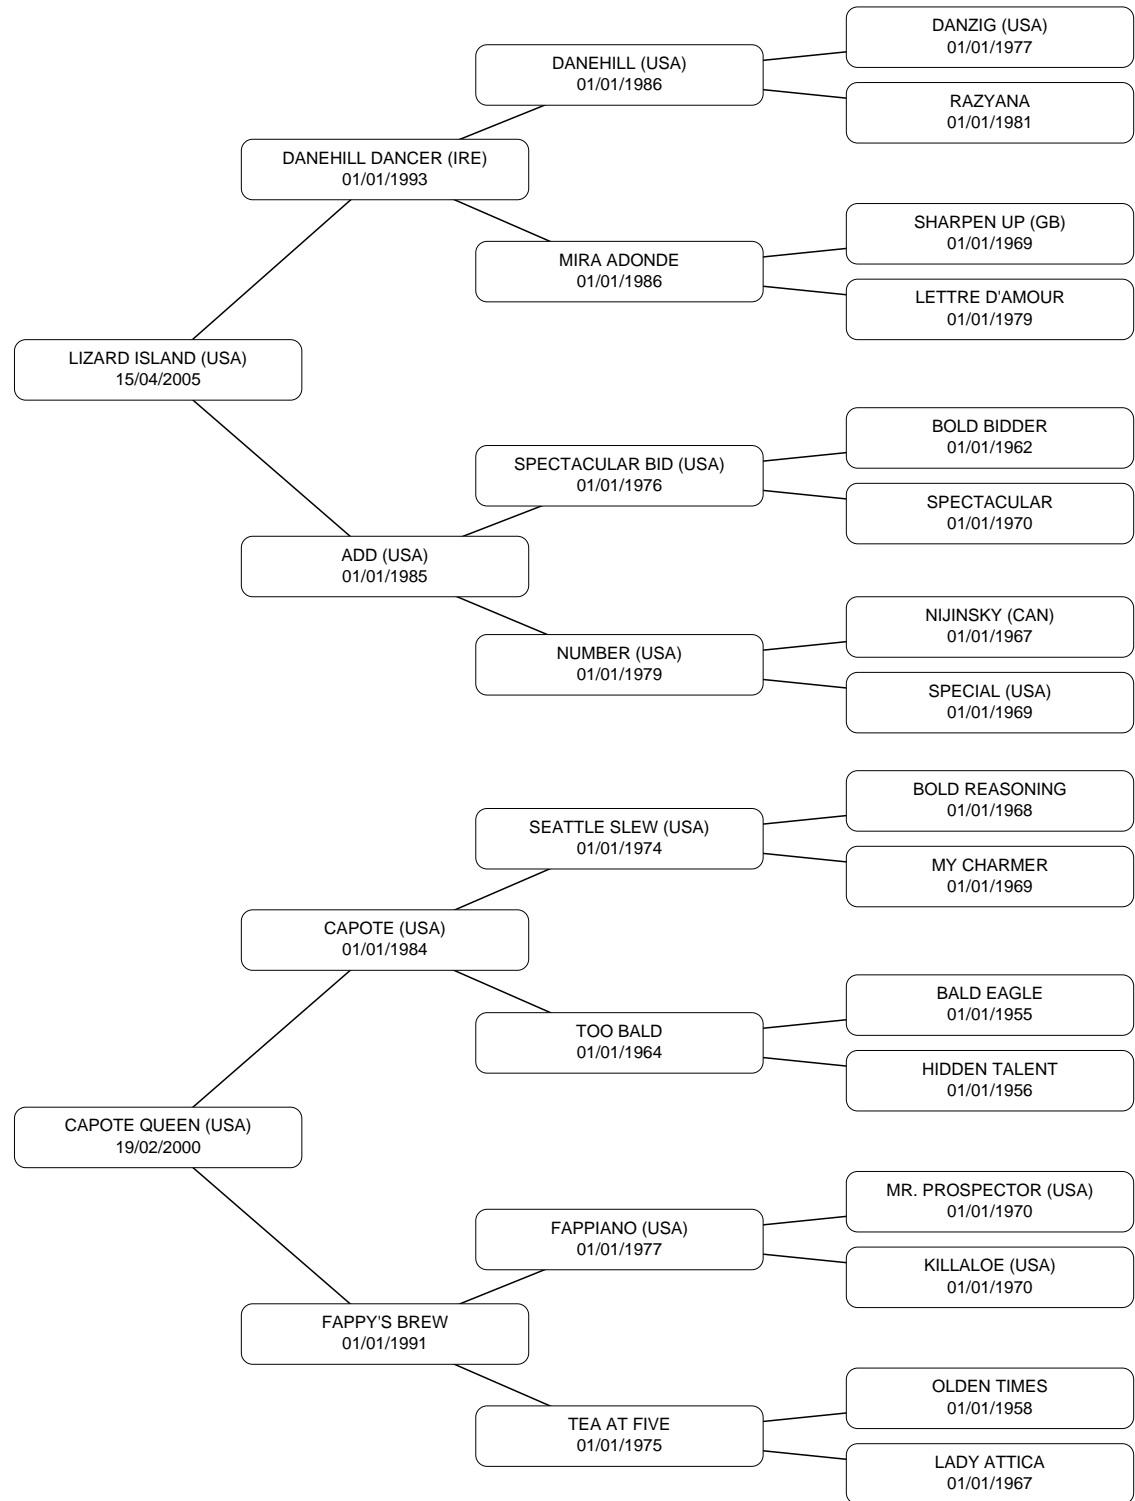 DANZIG (USA)
01/01/1977
DANEHILL (USA)
01/01/1986
RAZYANA
01/01/1981
DANEHILL DANCER (IRE)
01/01/1993
SHARPEN UP (GB)
01/01/1969
MIRA ADONDE
01/01/1986
LETTRE D'AMOUR
01/01/1979
LIZARD ISLAND (USA)
15/04/2005
BOLD BIDDER
01/01/1962
SPECTACULAR BID (USA)
01/01/1976
SPECTACULAR
01/01/1970
ADD (USA)
01/01/1985
NIJINSKY (CAN)
01/01/1967
NUMBER (USA)
01/01/1979
SPECIAL (USA)
01/01/1969
BOLD REASONING
01/01/1968
SEATTLE SLEW (USA)
01/01/1974
MY CHARMER
01/01/1969
CAPOTE (USA)
01/01/1984
BALD EAGLE
01/01/1955
TOO BALD
01/01/1964
HIDDEN TALENT
01/01/1956
CAPOTE QUEEN (USA)
19/02/2000
MR. PROSPECTOR (USA)
01/01/1970
FAPPIANO (USA)
01/01/1977
KILLALOE (USA)
01/01/1970
FAPPY'S BREW
01/01/1991
OLDEN TIMES
01/01/1958
TEA AT FIVE
01/01/1975
LADY ATTICA
01/01/1967